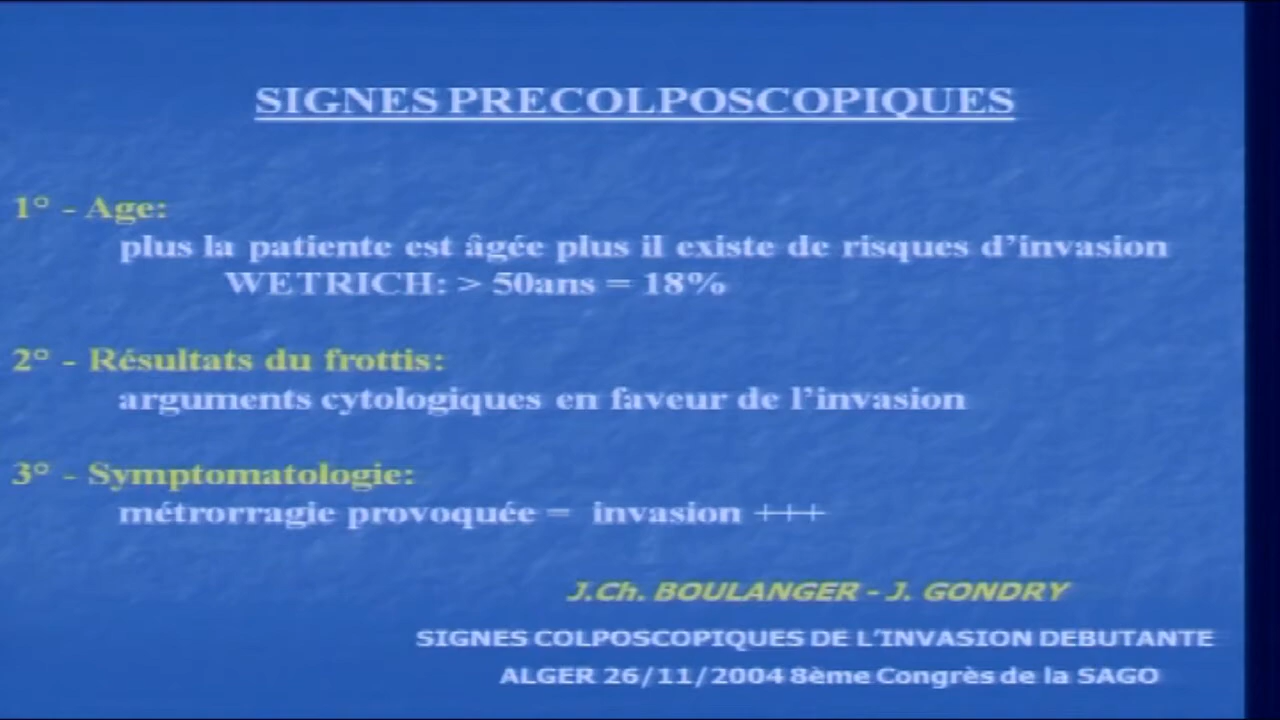 SIGNES PRECOLPOSCOPIQUES
1° - Age:
plus la patiente est âgée plus il existe de risques d'invasion
WETRICH: > 50ans = 18%
2° - Résultats du frottis:
arguments cytologiques en faveur de l'invasion
3° - Symptomatologie:
métrorragie provoquée = invasion +++
J.Ch. BOULANGER - J. GONDRY
SIGNES COLPOSCOPIQUES DE L'INVASION DEBUTANTE
ALGER 26/11/2004 8ème Congrès de la SAGO